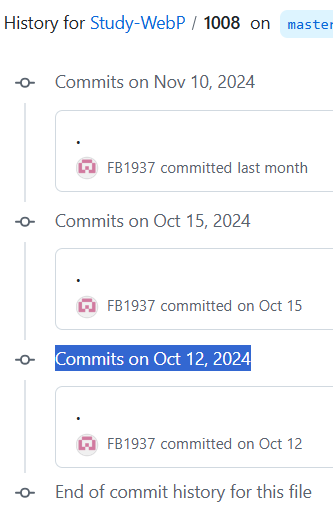 History for Study-WebP / 1008 on master
Commits on Nov 10, 2024
.
FB1937 committed last month
Commits on Oct 15, 2024
.
FB1937 committed on Oct 15
Commits on Oct 12, 2024
.
FB1937 committed on Oct 12
End of commit history for this file